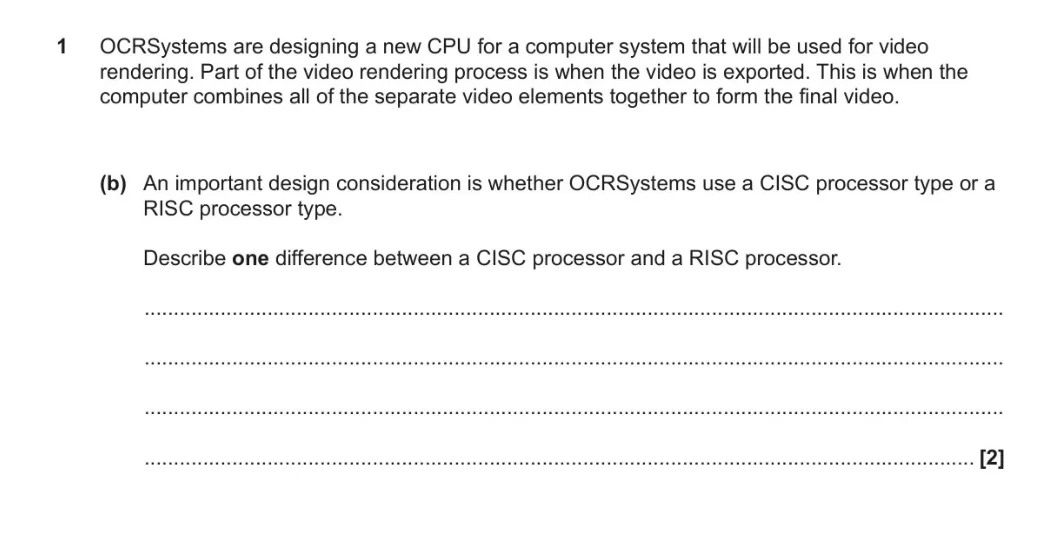 1 OCRSystems are designing a new CPU for a computer system that will be used for video
rendering. Part of the video rendering process is when the video is exported. This is when the
computer combines all of the separate video elements together to form the final video.
(b) An important design consideration is whether OCRSystems use a CISC processor type or a
RISC processor type.
Describe one difference between a CISC processor and a RISC processor.
[2]